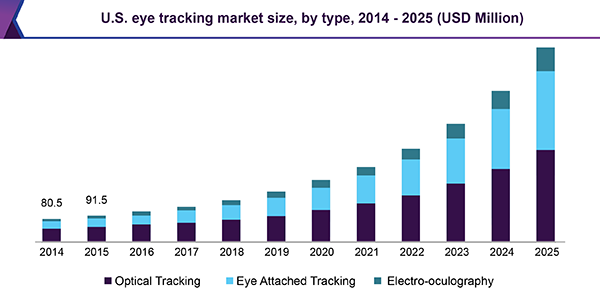 U.S. eye tracking market size, by type, 2014 - 2025 (USD Million)
80.5
91.5
2014 2015 2016 2017 2018 2019 2020 2021 2022 2023 2024 2025
Optical Tracking Eye Attached Tracking Electro-oculography